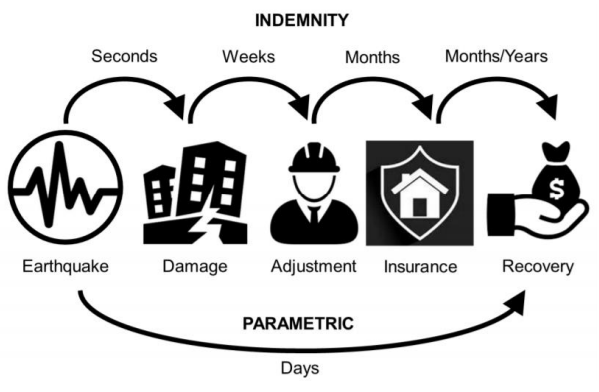 INDEMNITY
Seconds Weeks Months Months/Years
$
Earthquake Damage Adjustment Insurance Recovery
PARAMETRIC
Days